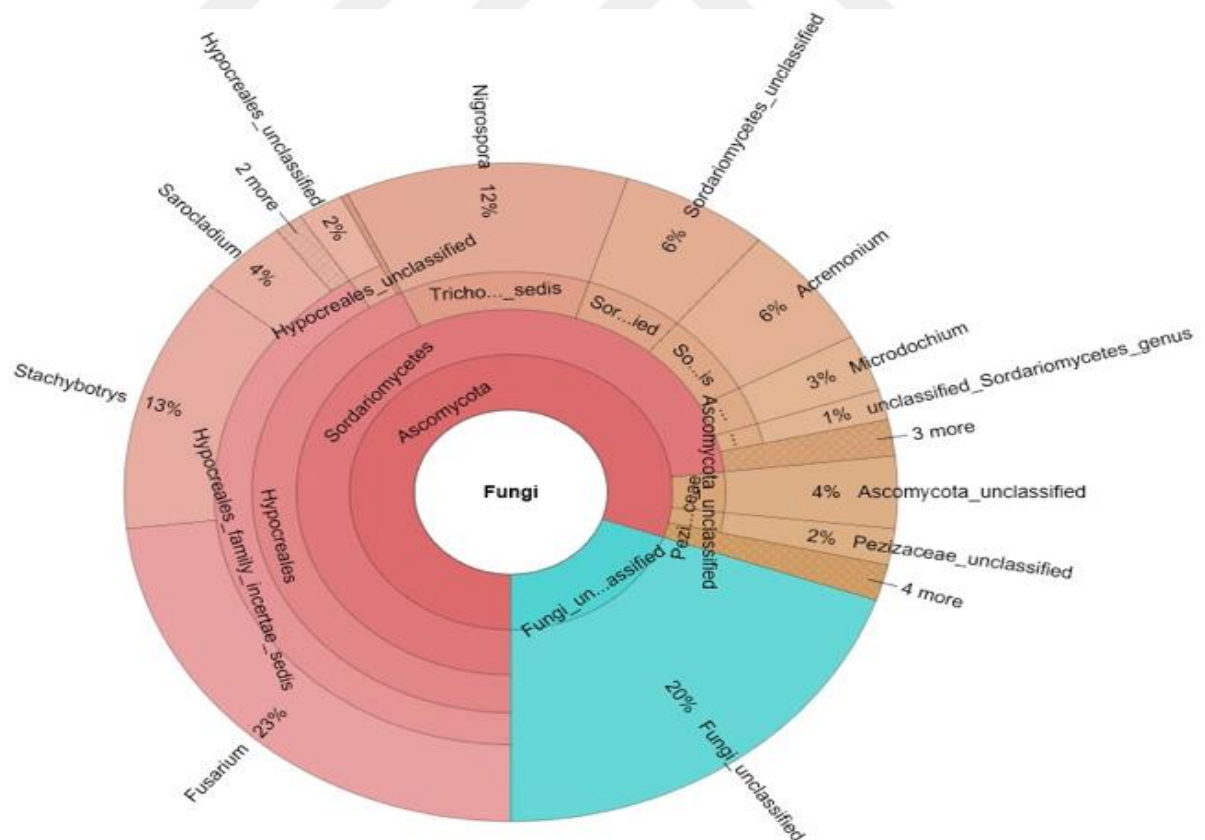 Hypocreales_unclassified
2%
Nigrospora 12%
Sordariomycetes_unclassified
6%
2 more
Sarocladium
4%
Acremonium
6%
Hypocreales_unclassified
Tricho..._sedis
Sor...ied
So...is
Microdochium
3%
unclassified_Sordariomycetes_genus
1%
... ...
3 more
Stachybotrys 13%
Sordariomycetes
Ascomycota
Fungi
Ascomycota_unclassified
4% Ascomycota_unclassified
Pezi...ceae
2% Pezizaceae_unclassified
4 more
Hypocreales_family_incertae_sedis
Hypocreales
Fungi_un...assified
Fusarium 23%
20% Fungi_unclassified